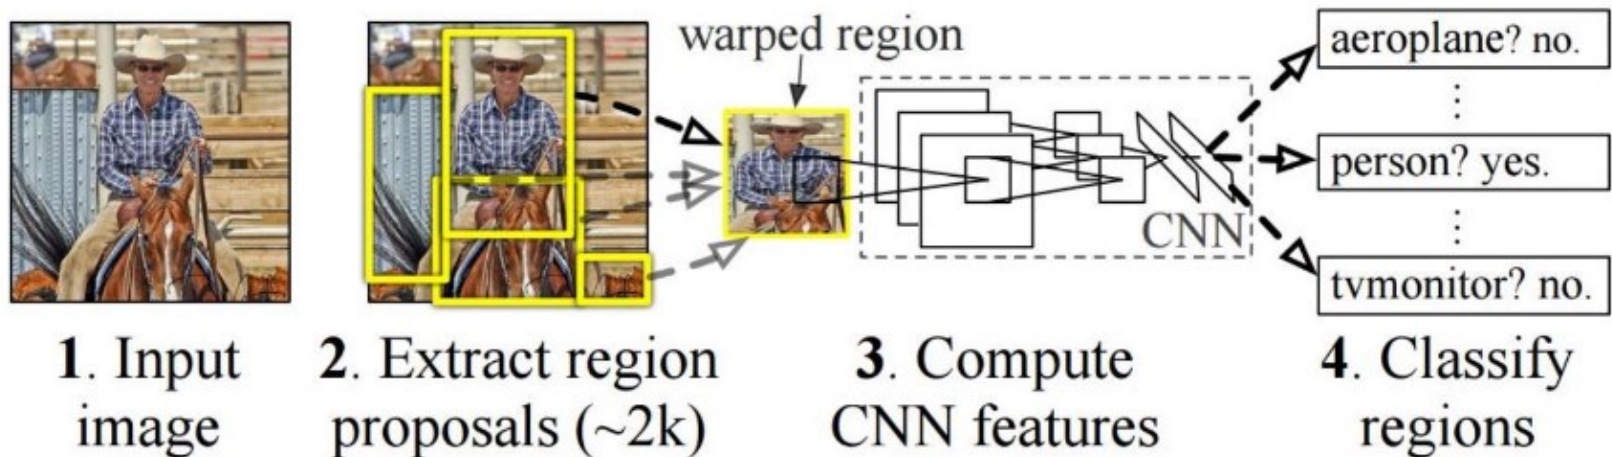 warped region
CNN
aeroplane? no.
person? yes.
tvmonitor? no.
1. Input
image
2. Extract region
proposals (~2k)
3. Compute
CNN features
4. Classify
regions